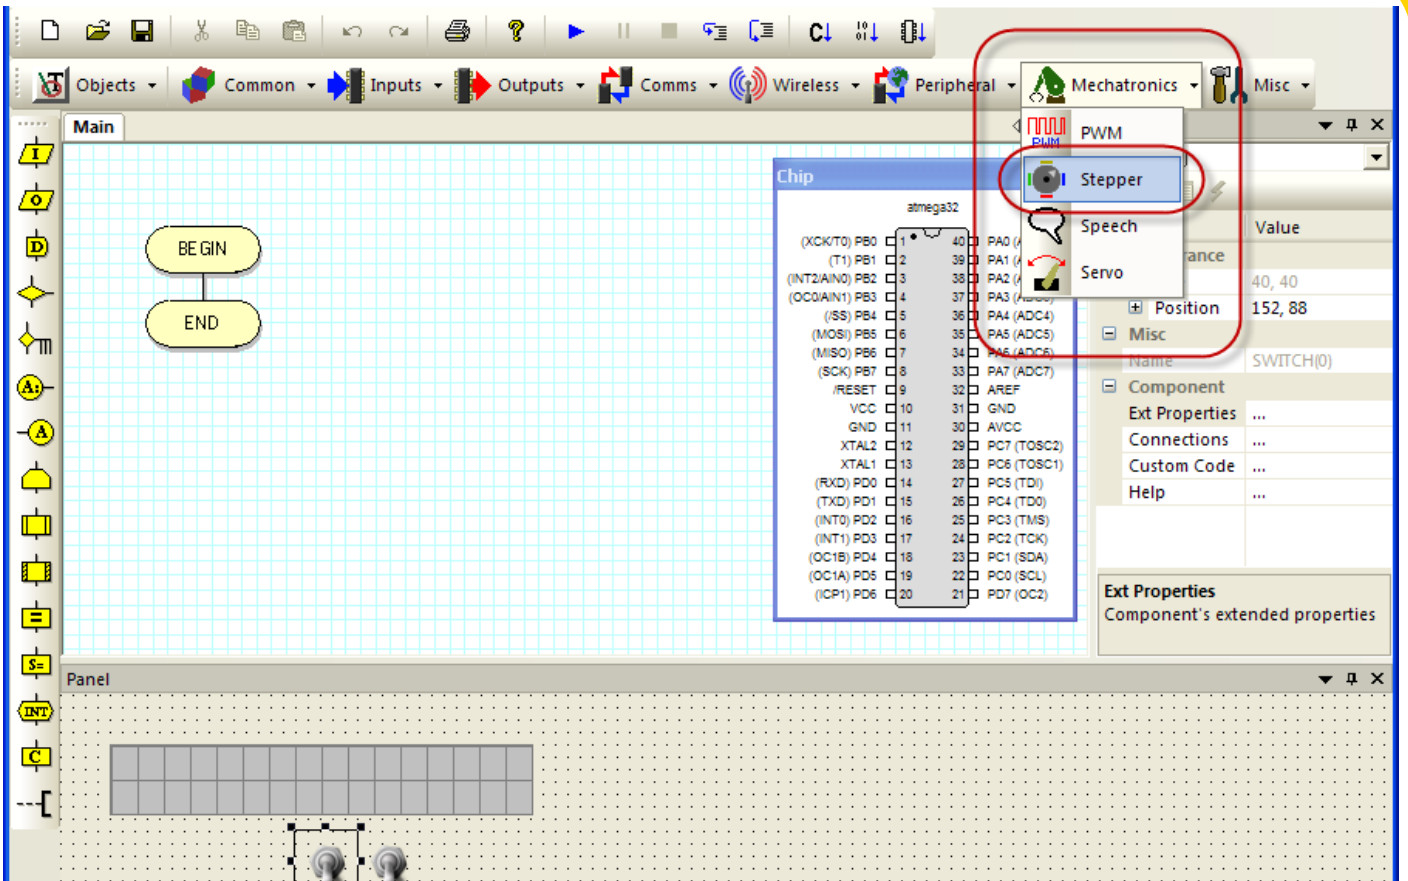 Objects
Common
Inputs
Outputs
Comms
Wireless
Peripheral
Mechatronics
Misc
Main
PWM
PWM
Stepper
Speech
Servo
BEGIN
END
Chip
atmega32
(XCK/T0) PB0 1 40 PA0
(T1) PB1 2 39 PA1
(INT2/AIN0) PB2 3 38 PA2
(OC0/AIN1) PB3 4 37 PA3
(/SS) PB4 5 36 PA4 (ADC4)
(MOSI) PB5 6 35 PA5 (ADC5)
(MISO) PB6 7 34 PA6 (ADC6)
(SCK) PB7 8 33 PA7 (ADC7)
/RESET 9 32 AREF
VCC 10 31 GND
GND 11 30 AVCC
XTAL2 12 29 PC7 (TOSC2)
XTAL1 13 28 PC6 (TOSC1)
(RXD) PD0 14 27 PC5 (TDI)
(TXD) PD1 15 26 PC4 (TD0)
(INT0) PD2 16 25 PC3 (TMS)
(INT1) PD3 17 24 PC2 (TCK)
(OC1B) PD4 18 23 PC1 (SDA)
(OC1A) PD5 19 22 PC0 (SCL)
(ICP1) PD6 20 21 PD7 (OC2)
Value
40, 40
Position 152, 88
Misc
Name SWITCH(0)
Component
Ext Properties ...
Connections ...
Custom Code ...
Help ...
Ext Properties
Component's extended properties
Panel
I
O
D
A:
A
=
S=
INT
C